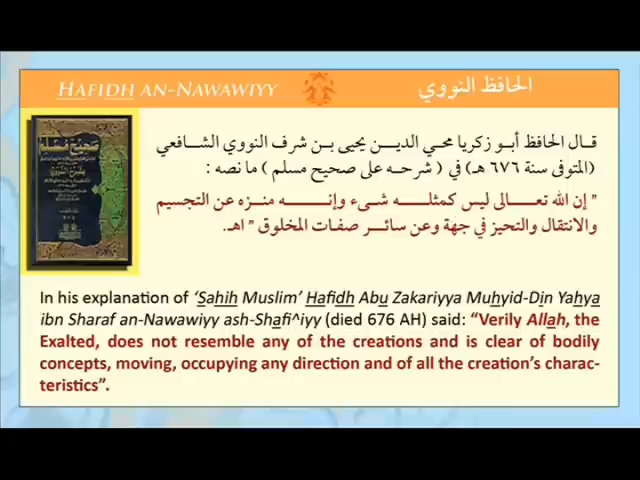 HAFIDH AN-NAWAWIYY
الحافظ النووي
صحيح مسلم
بشرح النووي
قال الحافظ أبو زكريا محي الدين يحيى بن شرف النووي الشافعي
(المتوفى سنة ٦٧٦ هـ) في ( شرحه على صحيح مسلم ) ما نصه :
" إن الله تعالى ليس كمثله شىء وإنه منزه عن التجسيم
والانتقال والتحيز في جهة وعن سائر صفات المخلوق " اهـ.
In his explanation of ‘Sahih Muslim’ Hafidh Abu Zakariyya Muhyid-Din Yahya
ibn Sharaf an-Nawawiyy ash-Shafi^iyy (died 676 AH) said: “Verily Allah, the
Exalted, does not resemble any of the creations and is clear of bodily
concepts, moving, occupying any direction and of all the creation’s charac-
teristics”.